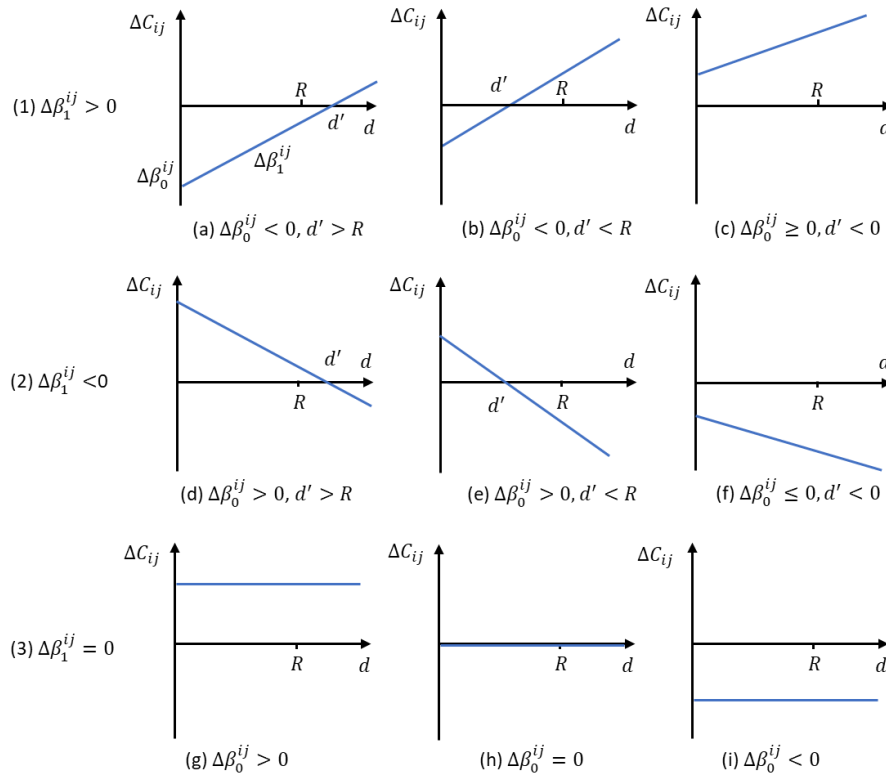 ΔC_{ij}
ΔC_{ij}
ΔC_{ij}
(1) Δβ_1^{ij} > 0
R
d′
d
Δβ_0^{ij}
Δβ_1^{ij}
d′
R
d
R
d
(a) Δβ_0^{ij} < 0, d′ > R
(b) Δβ_0^{ij} < 0, d′ < R
(c) Δβ_0^{ij} ≥ 0, d′ < 0
ΔC_{ij}
ΔC_{ij}
ΔC_{ij}
(2) Δβ_1^{ij} <0
d′
d
R
d
d′
R
d
R
(d) Δβ_0^{ij} > 0, d′ > R
(e) Δβ_0^{ij} > 0, d′ < R
(f) Δβ_0^{ij} ≤ 0, d′ < 0
ΔC_{ij}
ΔC_{ij}
ΔC_{ij}
(3) Δβ_1^{ij} = 0
R
d
R
d
R
d
(g) Δβ_0^{ij} > 0
(h) Δβ_0^{ij} = 0
(i) Δβ_0^{ij} < 0